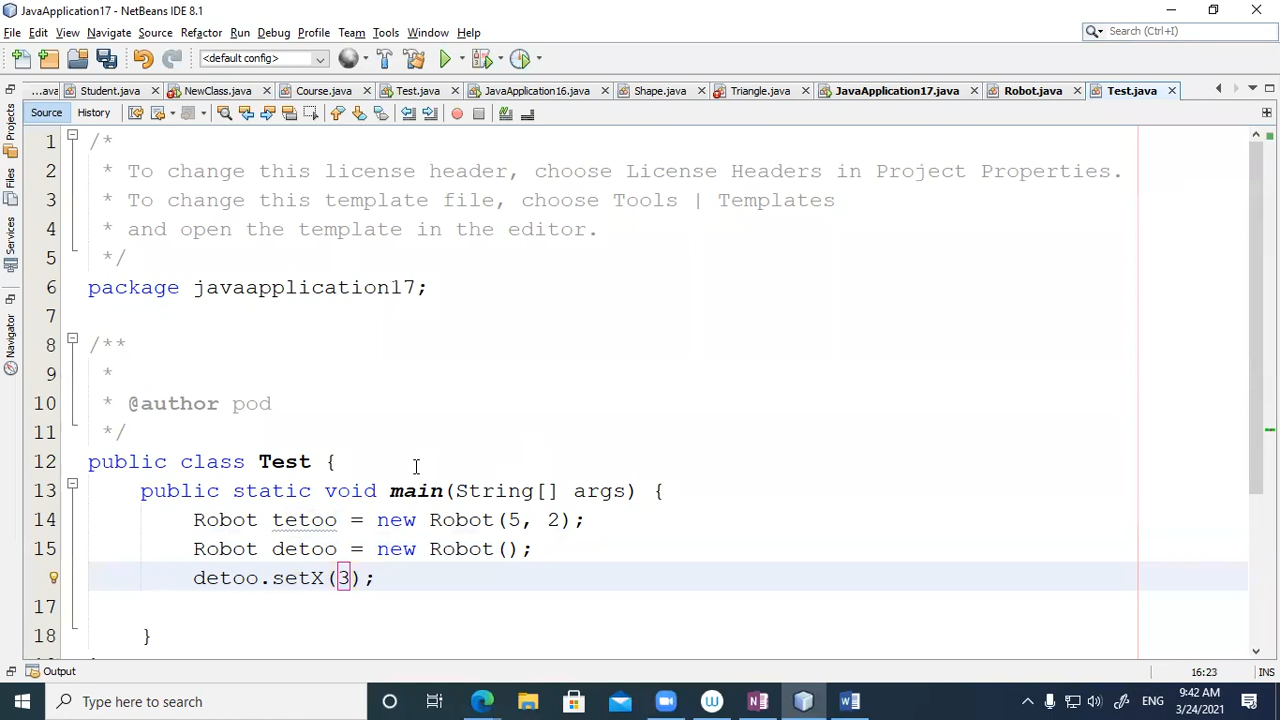 JavaApplication17 - NetBeans IDE 8.1
File Edit View Navigate Source Refactor Run Debug Profile Team Tools Window Help
Search (Ctrl+I)
<default config>
...ava Student.java NewClass.java Course.java Test.java JavaApplication16.java Shape.java Triangle.java JavaApplication17.java Robot.java Test.java
Source History
Projects
Files
Services
Navigator
1 /*
2 * To change this license header, choose License Headers in Project Properties.
3 * To change this template file, choose Tools | Templates
4 * and open the template in the editor.
5 */
6 package javaapplication17;
7
8 /**
9 *
10 * @author pod
11 */
12 public class Test {
13 public static void main(String[] args) {
14 Robot tetoo = new Robot(5, 2);
15 Robot detoo = new Robot();
16 detoo.setX(3);
17
18 }
Output
16:23 INS
Type here to search
ENG
9:42 AM
3/24/2021